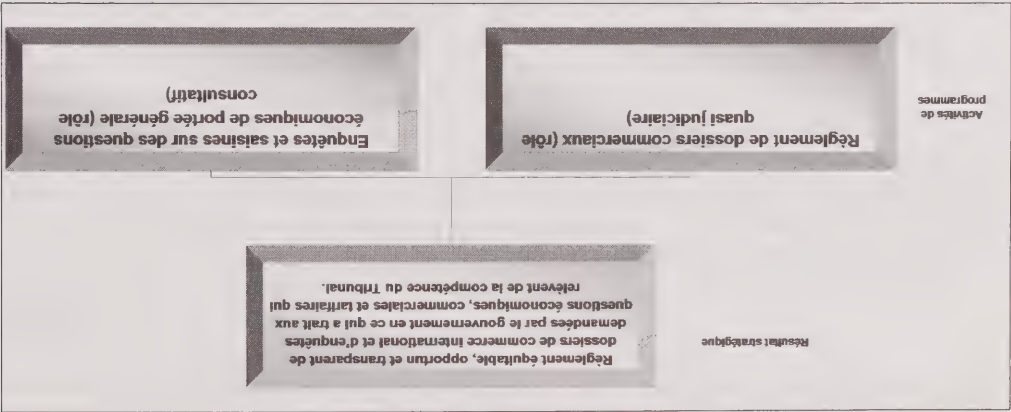 Résultat stratégique
Règlement équitable, opportun et transparent de
dossiers de commerce international et d'enquêtes
demandées par le gouvernement en ce qui a trait aux
questions économiques, commerciales et tarifaires qui
relèvent de la compétence du Tribunal.
Activités de
programmes
Règlement de dossiers commerciaux (rôle
quasi judiciaire)
Enquêtes et saisines sur des questions
économiques de portée générale (rôle
consultatif)